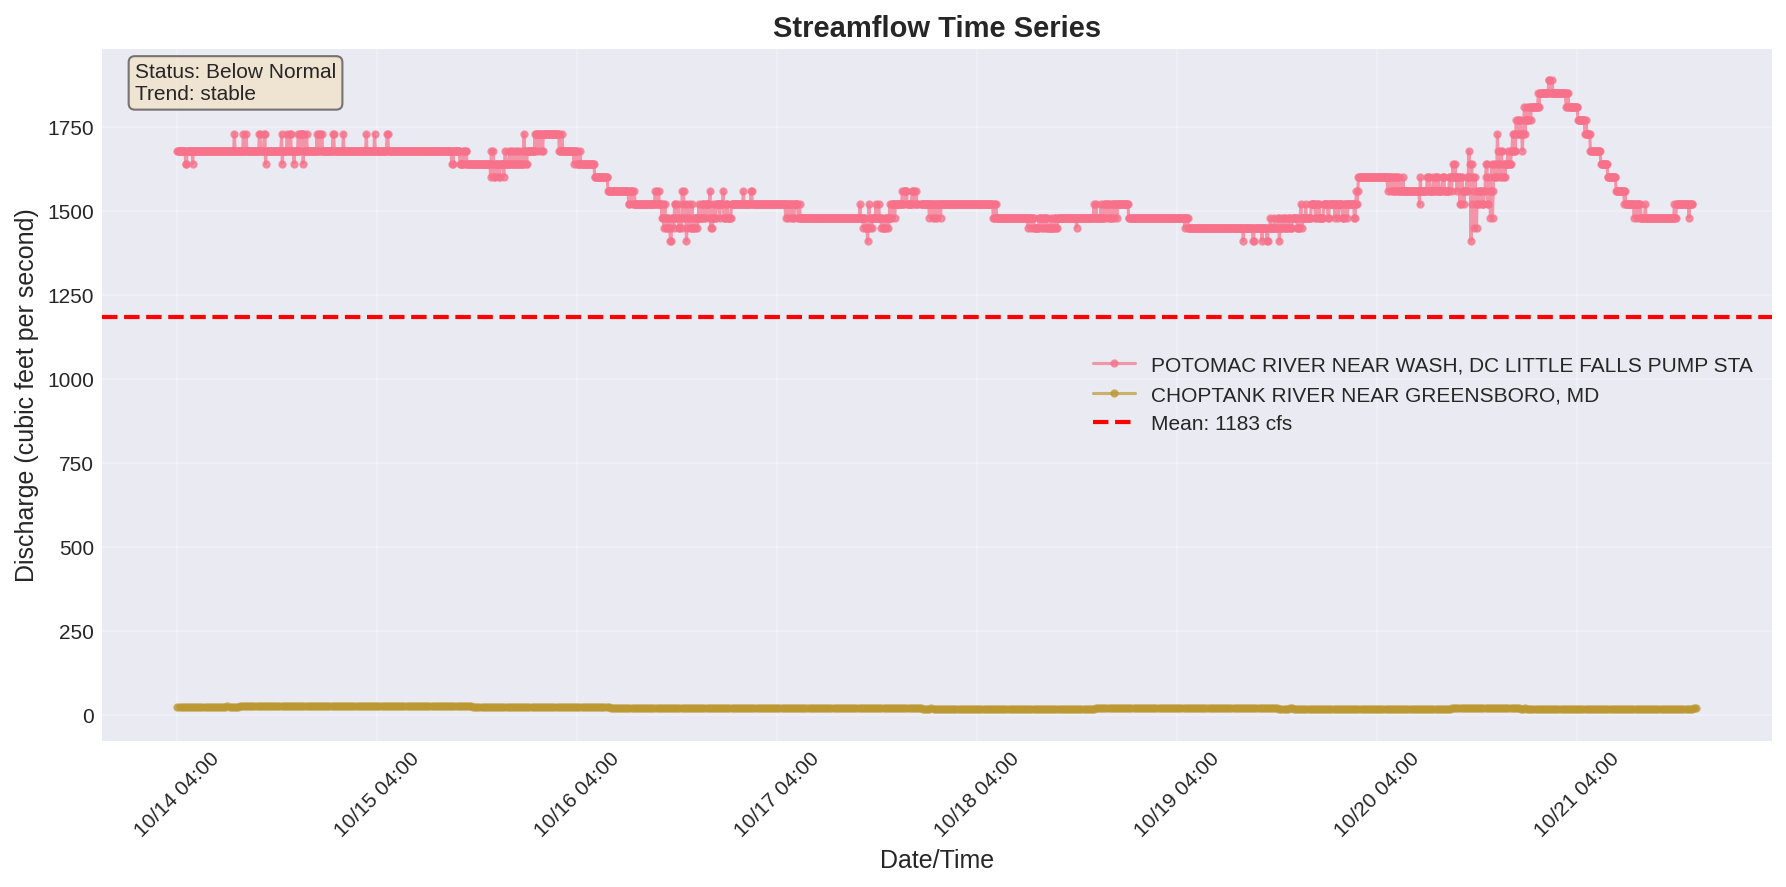 Streamflow Time Series
Status: Below Normal
Trend: stable
Discharge (cubic feet per second)
1750
1500
1250
1000
750
500
250
0
POTOMAC RIVER NEAR WASH, DC LITTLE FALLS PUMP STA
CHOPTANK RIVER NEAR GREENSBORO, MD
Mean: 1183 cfs
10/14 04:00
10/15 04:00
10/16 04:00
10/17 04:00
10/18 04:00
10/19 04:00
10/20 04:00
10/21 04:00
Date/Time